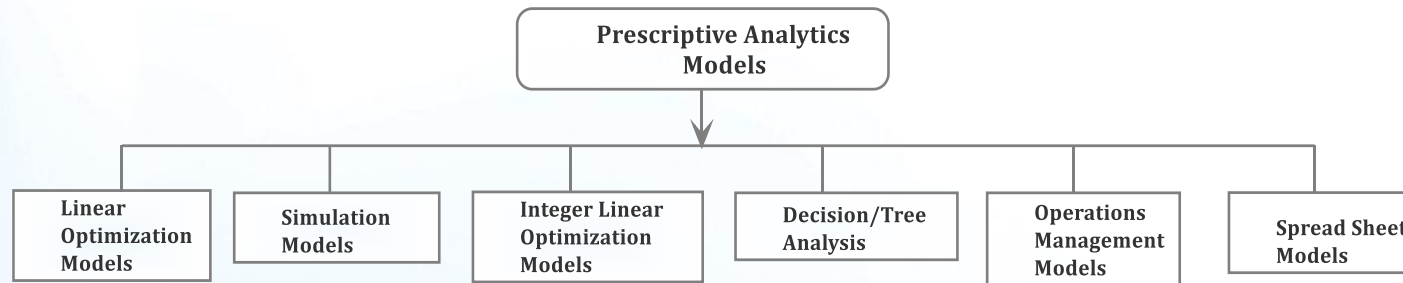 Prescriptive Analytics
Models
Linear
Optimization
Models
Simulation
Models
Integer Linear
Optimization
Models
Decision/Tree
Analysis
Operations
Management
Models
Spread Sheet
Models